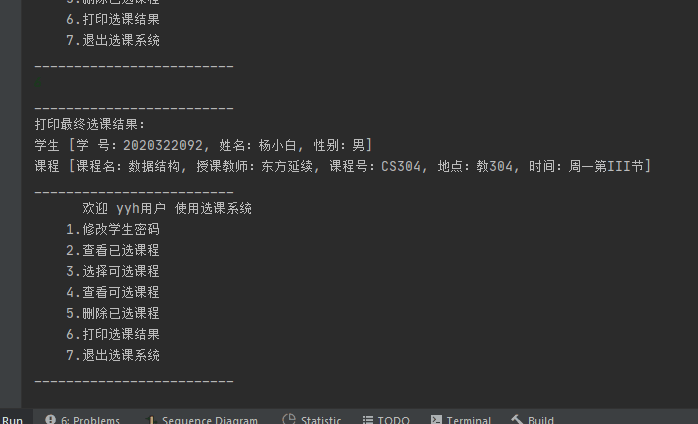 5.删除已选课程
6.打印选课结果
7.退出选课系统
-------------------------
-------------------------
打印最终选课结果:
学生 [学 号: 2020322092, 姓名: 杨小白, 性别: 男]
课程 [课程名: 数据结构, 授课教师: 东方延续, 课程号: CS304, 地点: 教304, 时间: 周一第III节]
-------------------------
欢迎 yyh用户 使用选课系统
1.修改学生密码
2.查看已选课程
3.选择可选课程
4.查看可选课程
5.删除已选课程
6.打印选课结果
7.退出选课系统
-------------------------
Run 6: Problems Sequence Diagram Statistic TODO Terminal Build